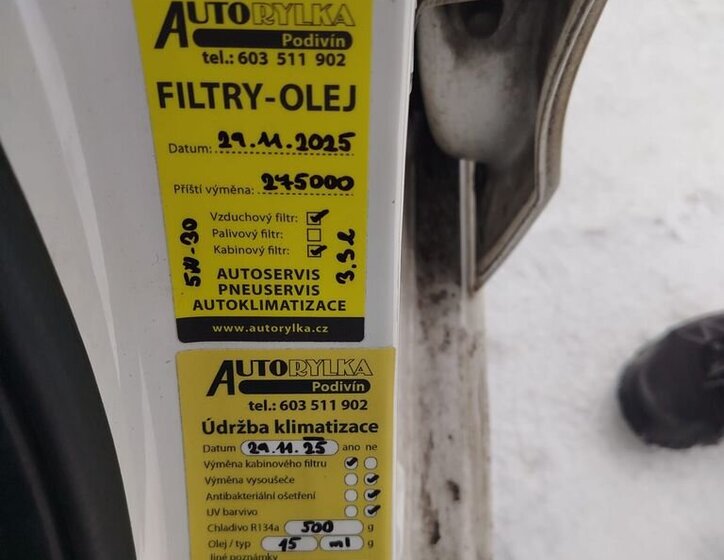 AUTORYLKA
Podivín
tel.: 603 511 902
FILTRY-OLEJ
Datum: 29.11.2025
Příští výměna: 275000
Vzduchový filtr:
Palivový filtr:
Kabinový filtr:
5W-30
3.9l
AUTOSERVIS
PNEUSERVIS
AUTOKLIMATIZACE
www.autorylka.cz
AUTORYLKA
Podivín
tel.: 603 511 902
Údržba klimatizace
Datum 29.11.25 ano ne
Výměna kabinového filtru
Výměna vysoušeče
Antibakteriální ošetření
UV barvivo
Chladivo R134a 500 g
Olej / typ 15 ml g
Jiné poznámky